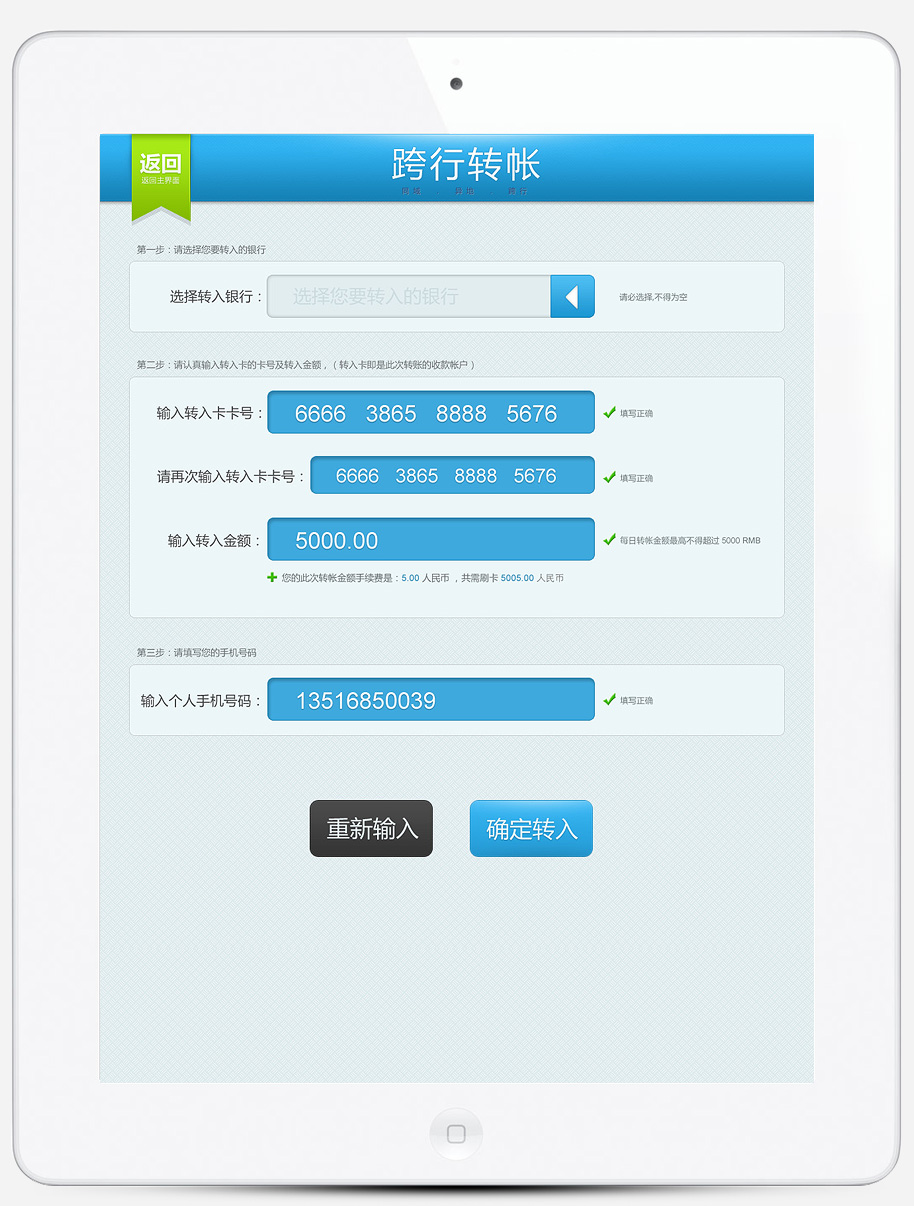 返回
返回主界面
跨行转帐
同城 异地 跨行
第一步：请选择您要转入的银行
选择转入银行： 选择您要转入的银行 请必选择,不得为空
第二步：请认真输入转入卡的卡号及转入金额，（转入卡即是此次转账的收款帐户）
输入转入卡卡号： 6666 3865 8888 5676 填写正确
请再次输入转入卡卡号： 6666 3865 8888 5676 填写正确
输入转入金额： 5000.00 每日转帐金额最高不得超过 5000 RMB
您的此次转帐金额手续费是：5.00 人民币 ，共需刷卡 5005.00 人民币
第三步：请填写您的手机号码
输入个人手机号码： 13516850039 填写正确
重新输入 确定转入